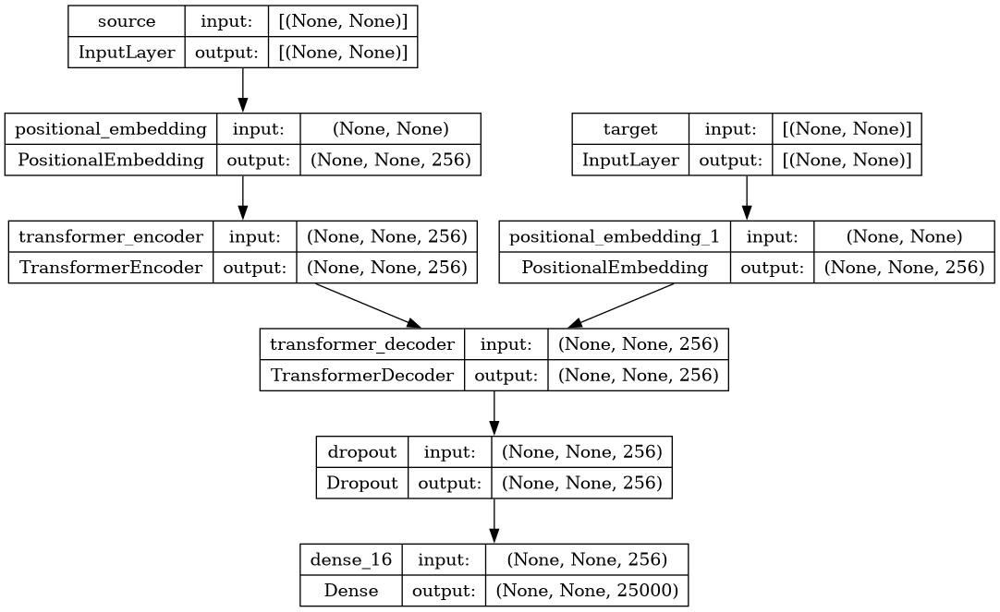 source input: [(None, None)]
InputLayer output: [(None, None)]
positional_embedding input: (None, None)
PositionalEmbedding output: (None, None, 256)
target input: [(None, None)]
InputLayer output: [(None, None)]
transformer_encoder input: (None, None, 256)
TransformerEncoder output: (None, None, 256)
positional_embedding_1 input: (None, None)
PositionalEmbedding output: (None, None, 256)
transformer_decoder input: (None, None, 256)
TransformerDecoder output: (None, None, 256)
dropout input: (None, None, 256)
Dropout output: (None, None, 256)
dense_16 input: (None, None, 256)
Dense output: (None, None, 25000)